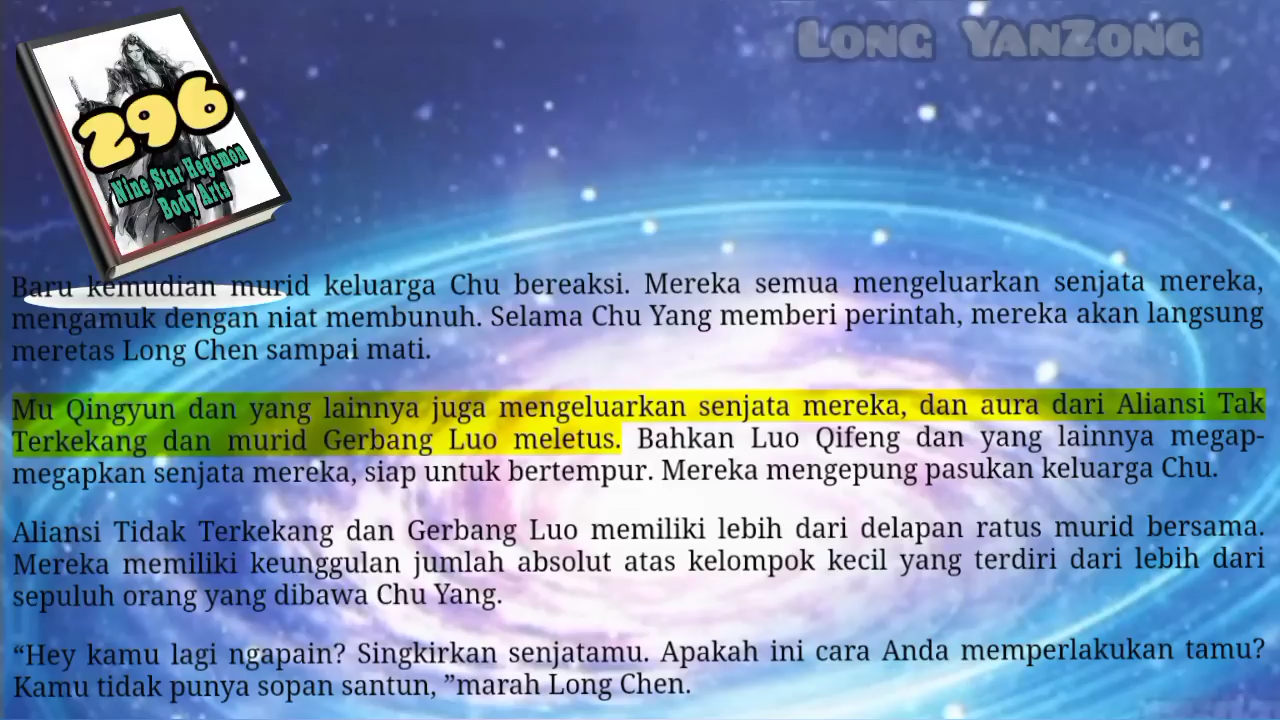 Long YanZong
296
Nine Star Hegemon
Body Arts
Baru kemudian murid keluarga Chu bereaksi. Mereka semua mengeluarkan senjata mereka,
mengamuk dengan niat membunuh. Selama Chu Yang memberi perintah, mereka akan langsung
meretas Long Chen sampai mati.
Mu Qingyun dan yang lainnya juga mengeluarkan senjata mereka, dan aura dari Aliansi Tak
Terkekang dan murid Gerbang Luo meletus. Bahkan Luo Qifeng dan yang lainnya megap-
megapkan senjata mereka, siap untuk bertempur. Mereka mengepung pasukan keluarga Chu.
Aliansi Tidak Terkekang dan Gerbang Luo memiliki lebih dari delapan ratus murid bersama.
Mereka memiliki keunggulan jumlah absolut atas kelompok kecil yang terdiri dari lebih dari
sepuluh orang yang dibawa Chu Yang.
“Hey kamu lagi ngapain? Singkirkan senjatamu. Apakah ini cara Anda memperlakukan tamu?
Kamu tidak punya sopan santun, ”marah Long Chen.